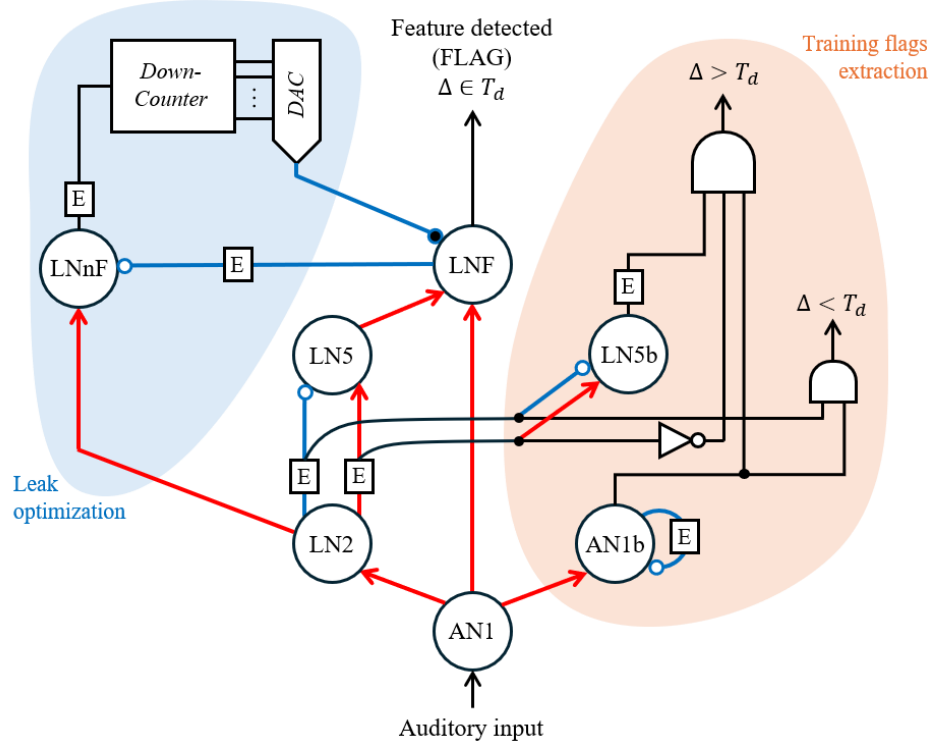 Feature detected
(FLAG)
Δ ∈ T_d
Training flags
extraction
Down-
Counter
⋮
DAC
Δ > T_d
E
LNnF
E
LNF
E
Δ < T_d
LN5
LN5b
E
E
Leak
optimization
LN2
AN1b
E
AN1
Auditory input